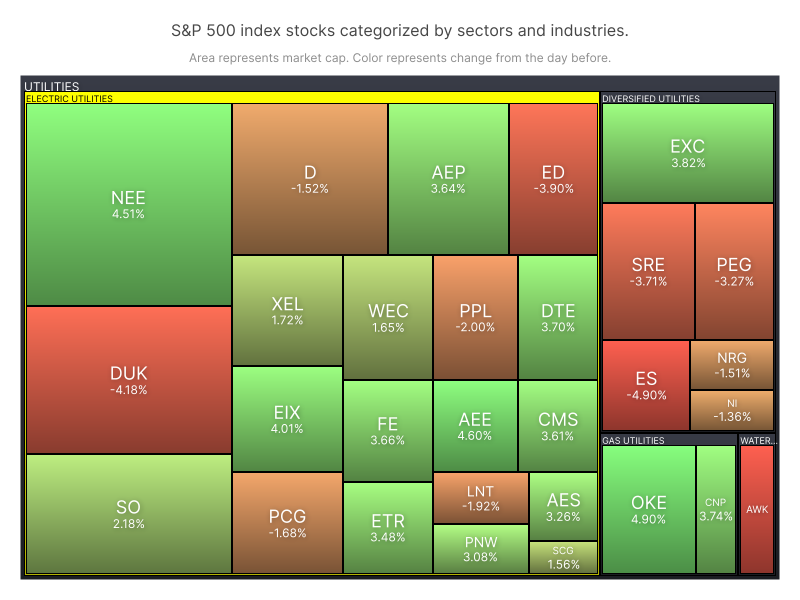 S&P 500 index stocks categorized by sectors and industries.
Area represents market cap. Color represents change from the day before.
UTILITIES
ELECTRIC UTILITIES
NEE
4.51%
DUK
-4.18%
SO
2.18%
D
-1.52%
AEP
3.64%
ED
-3.90%
XEL
1.72%
WEC
1.65%
PPL
-2.00%
DTE
3.70%
EIX
4.01%
FE
3.66%
AEE
4.60%
CMS
3.61%
PCG
-1.68%
ETR
3.48%
LNT
-1.92%
PNW
3.08%
AES
3.26%
SCG
1.56%
DIVERSIFIED UTILITIES
EXC
3.82%
SRE
-3.71%
PEG
-3.27%
ES
-4.90%
NRG
-1.51%
NI
-1.36%
GAS UTILITIES
OKE
4.90%
CNP
3.74%
WATER...
AWK